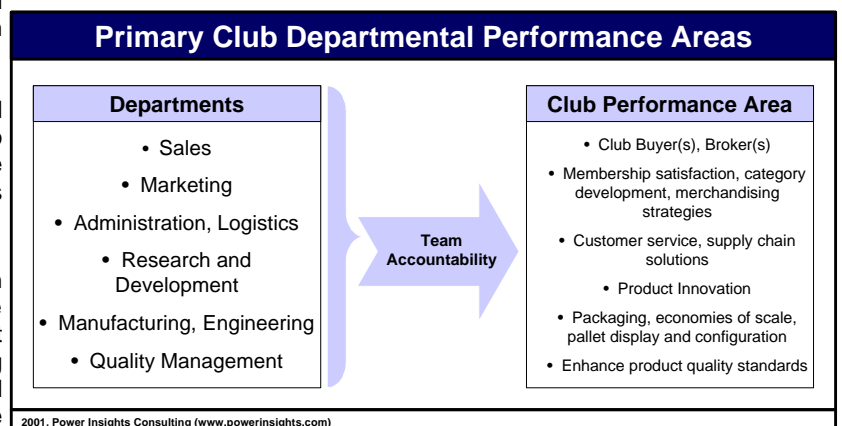 Primary Club Departmental Performance Areas
Departments
• Sales
• Marketing
• Administration, Logistics
• Research and
Development
• Manufacturing, Engineering
• Quality Management
Team
Accountability
Club Performance Area
• Club Buyer(s), Broker(s)
• Membership satisfaction, category
development, merchandising
strategies
• Customer service, supply chain
solutions
• Product Innovation
• Packaging, economies of scale,
pallet display and configuration
• Enhance product quality standards
2001, Power Insights Consulting (www.powerinsights.com)